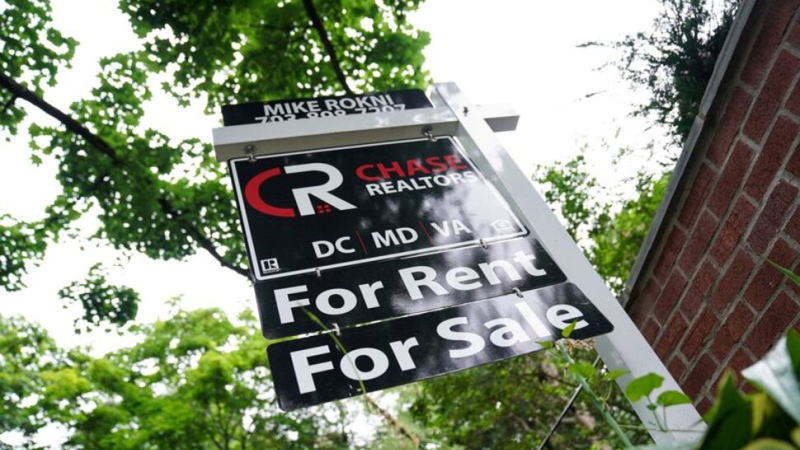 MIKE ROKNI
CR CHASE
REALTORS
DC | MD | VA
R
For Rent
For Sale